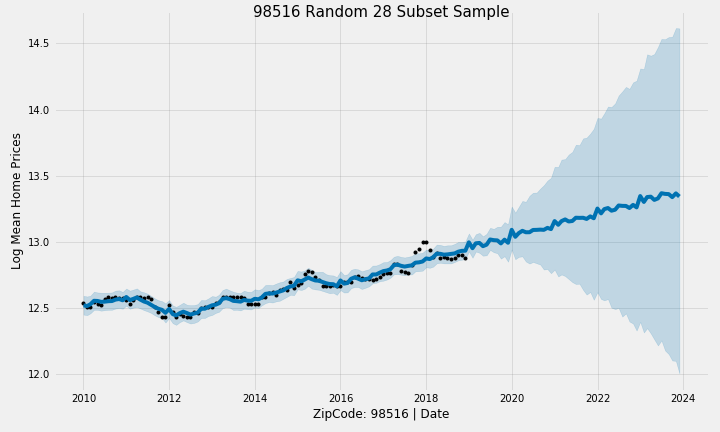 98516 Random 28 Subset Sample
14.5
14.0
13.5
13.0
12.5
12.0
Log Mean Home Prices
2010 2012 2014 2016 2018 2020 2022 2024
ZipCode: 98516 | Date